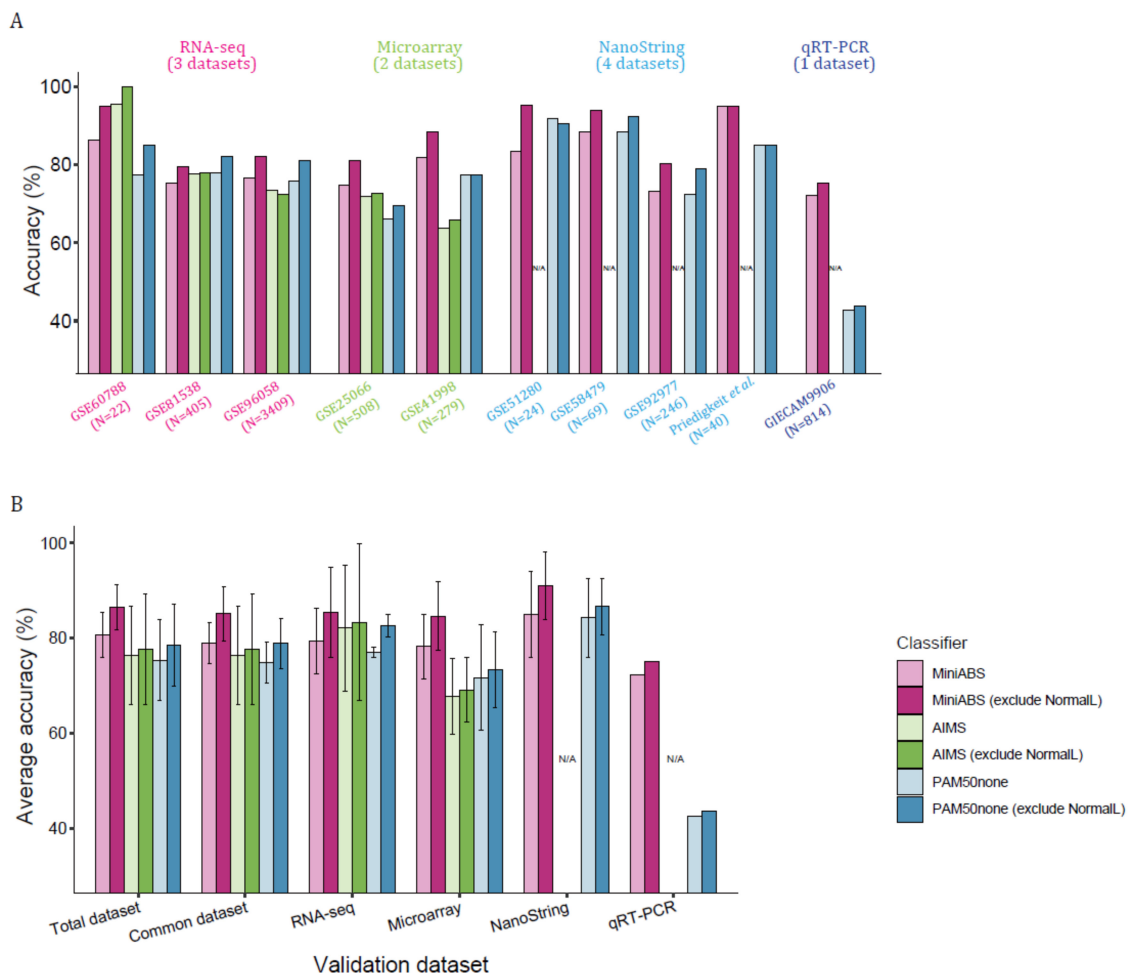 A
RNA-seq
(3 datasets)
Microarray
(2 datasets)
NanoString
(4 datasets)
qRT-PCR
(1 dataset)
Accuracy (%)
100
80
60
40
N/A
N/A
N/A
N/A
N/A
GSE60788
(N=22)
GSE81538
(N=405)
GSE96058
(N=3409)
GSE25066
(N=508)
GSE41998
(N=279)
GSE51280
(N=24)
GSE58479
(N=69)
GSE92977
(N=246)
Priedigkeit et al.
(N=40)
GIECAM9906
(N=814)
B
Average accuracy (%)
100
80
60
40
N/A
N/A
Total dataset
Common dataset
RNA-seq
Microarray
NanoString
qRT-PCR
Validation dataset
Classifier
MiniABS
MiniABS (exclude NormalL)
AIMS
AIMS (exclude NormalL)
PAM50none
PAM50none (exclude NormalL)